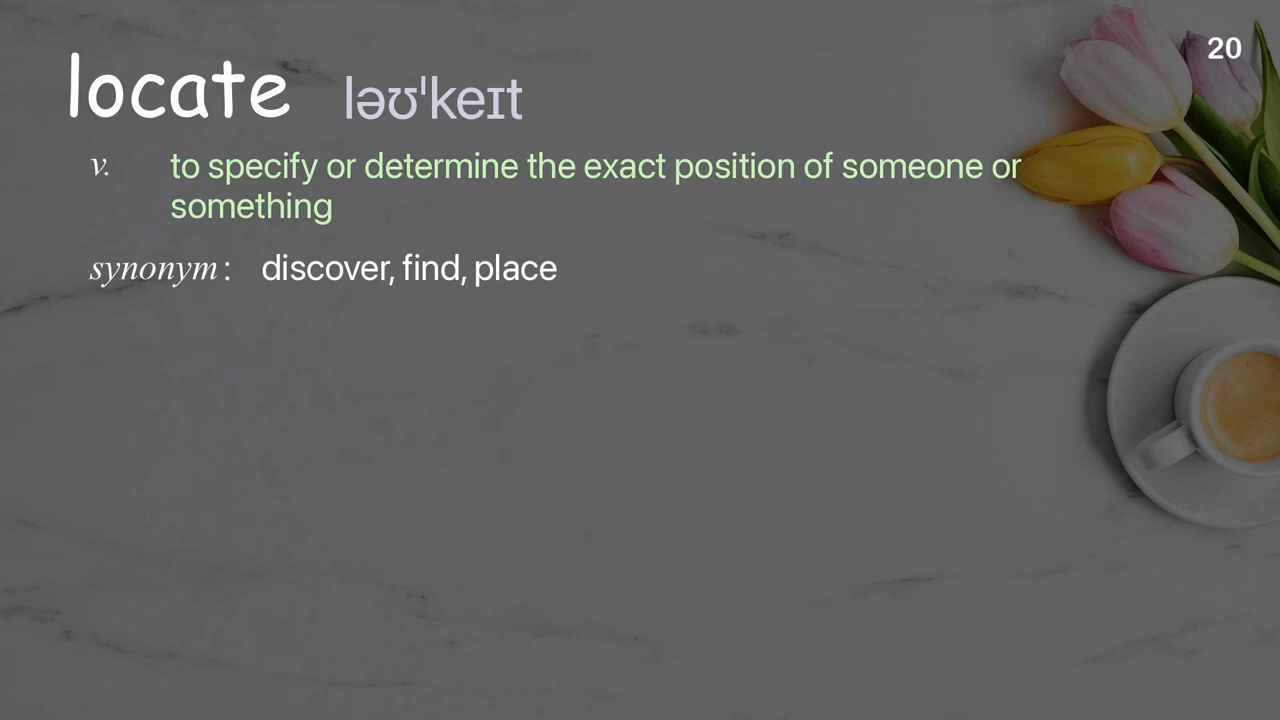 20
locate ləʊˈkeɪt
v. to specify or determine the exact position of someone or
something
synonym : discover, find, place